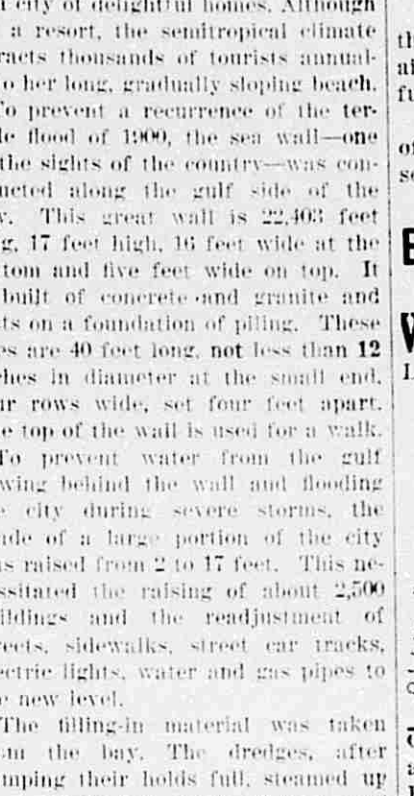 city of delightful homes. Although
a resort, the semitropical climate
racts thousands of tourists annual-
o her long, gradually sloping beach.
To prevent a recurrence of the ter-
le flood of 1900, the sea wall—one
the sights of the country—was con-
ucted along the gulf side of the
y. This great wall is 22,403 feet
g, 17 feet high, 16 feet wide at the
tom and five feet wide on top. It
built of concrete and granite and
ts on a foundation of piling. These
es are 40 feet long, not less than 12
ches in diameter at the small end,
ur rows wide, set four feet apart.
e top of the wall is used for a walk.
To prevent water from the gulf
wing behind the wall and flooding
e city during severe storms, the
ade of a large portion of the city
as raised from 2 to 17 feet. This ne-
ssitated the raising of about 2,500
ildings and the readjustment of
eets, sidewalks, street car tracks,
ectric lights, water and gas pipes to
e new level.
The filling-in material was taken
om the bay. The dredges, after
mping their holds full, steamed up